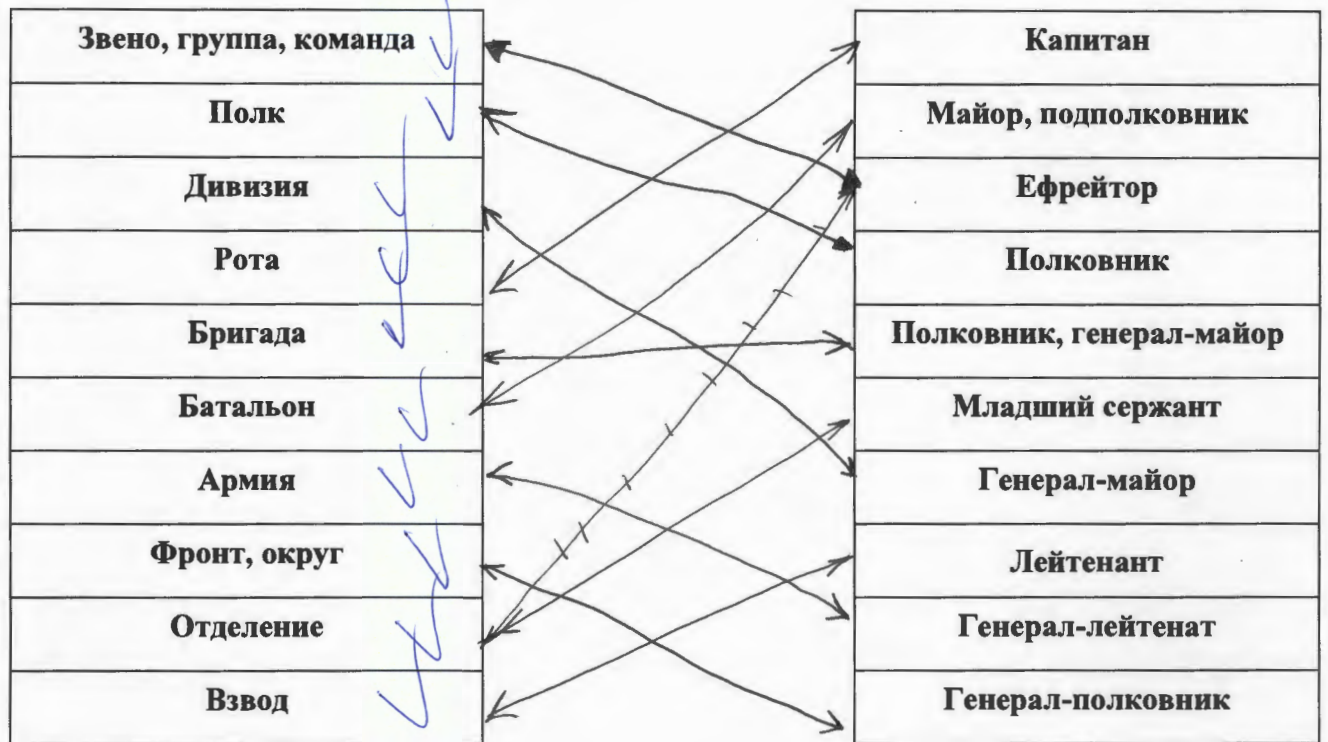 Звено, группа, команда
Капитан
Полк
Майор, подполковник
Дивизия
Ефрейтор
Рота
Полковник
Бригада
Полковник, генерал-майор
Батальон
Младший сержант
Армия
Генерал-майор
Фронт, округ
Лейтенант
Отделение
Генерал-лейтенат
Взвод
Генерал-полковник